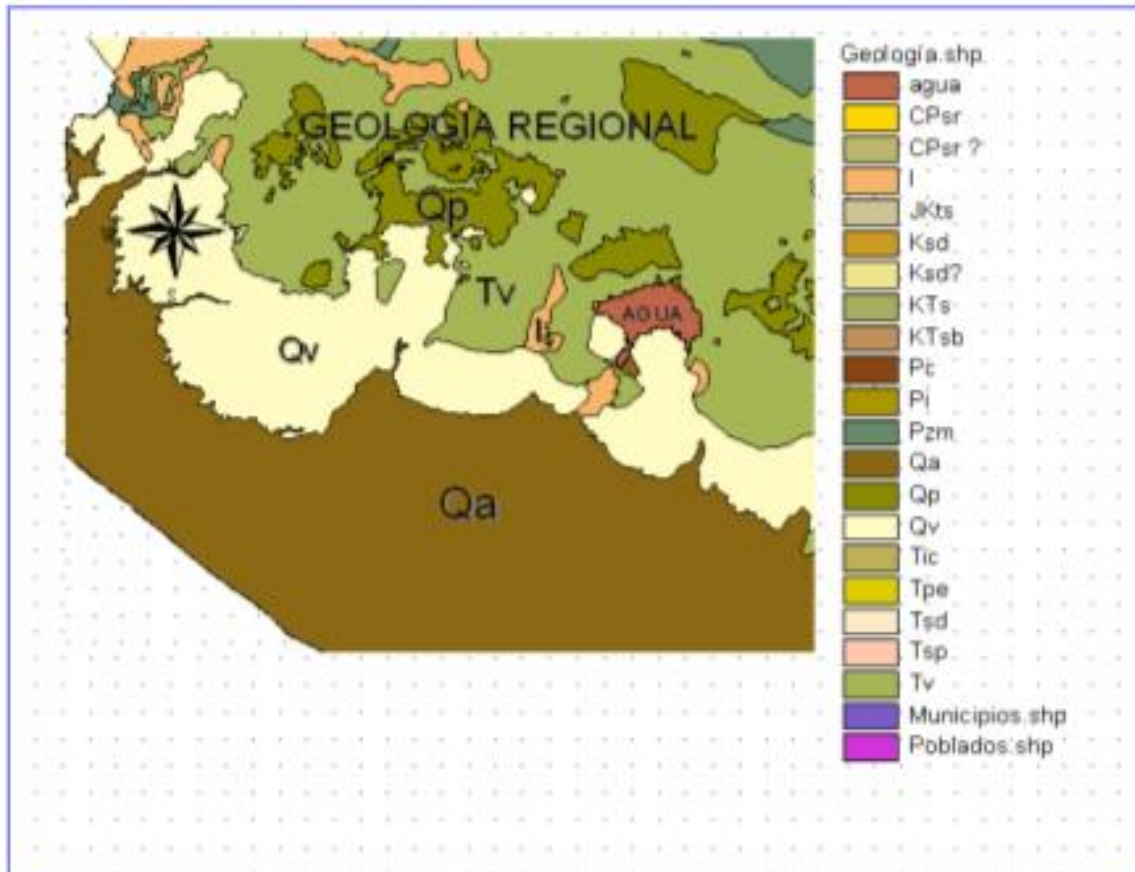 GEOLOGÍA REGIONAL
Qp
Tv
AGUA
Qv
Qa
Geología.shp
agua
CPsr
CPsr ?
I
JKts
Ksd
Ksd?
KTs
KTsb
Pc
Pi
Pzm
Qa
Qp
Qv
Tic
Tpe
Tsd
Tsp
Tv
Municipios.shp
Poblados.shp